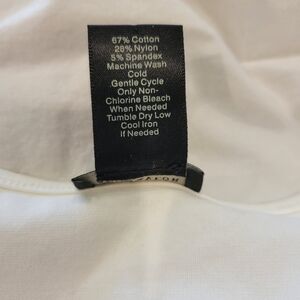 67% Cotton
28% Nylon
5% Spandex
Machine Wash
Cold
Gentle Cycle
Only Non-
Chlorine Bleach
When Needed
Tumble Dry Low
Cool Iron
If Needed